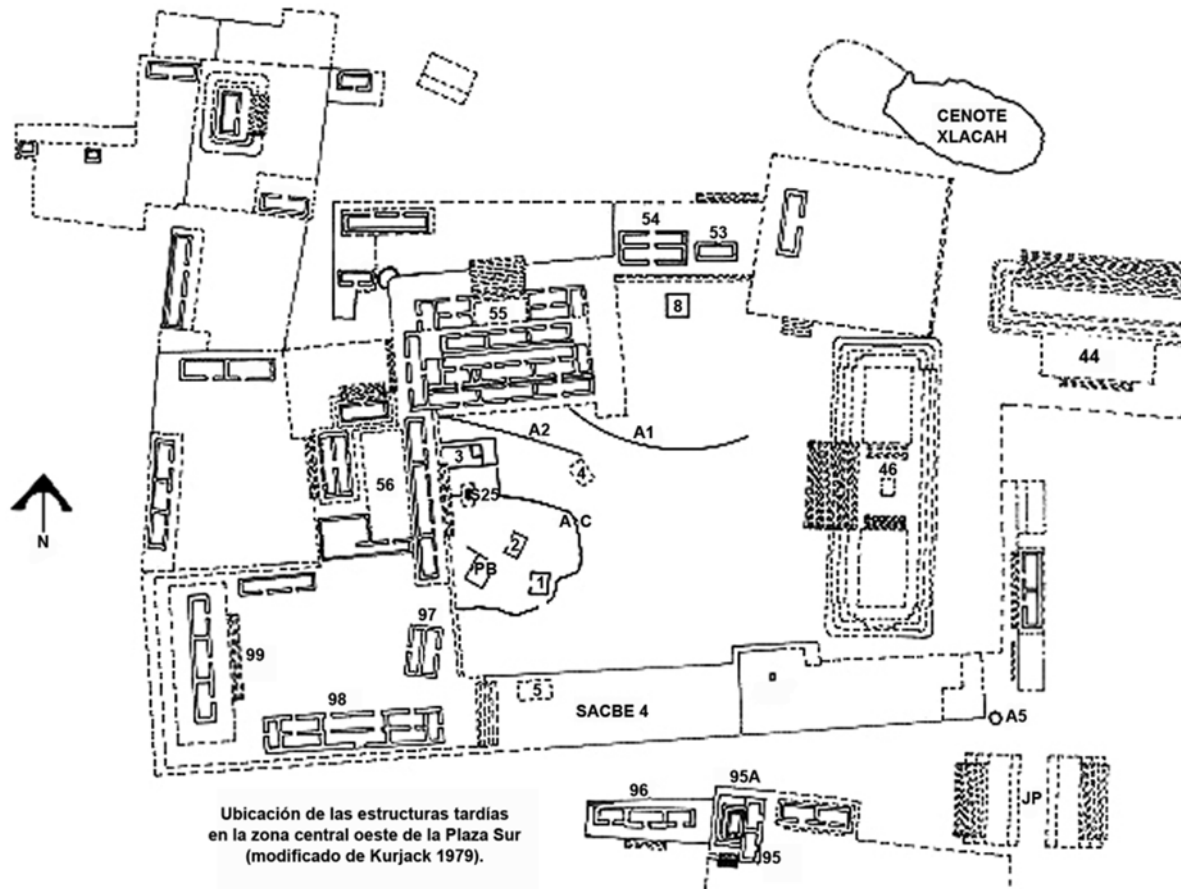 CENOTE
XLACAH
54
53
8
55
44
A2
A1
3
4
46
S25
56
A-C
N
2
PB
1
97
99
5
98
SACBE 4
A5
95A
96
JP
95
Ubicación de las estructuras tardías
en la zona central oeste de la Plaza Sur
(modificado de Kurjack 1979).